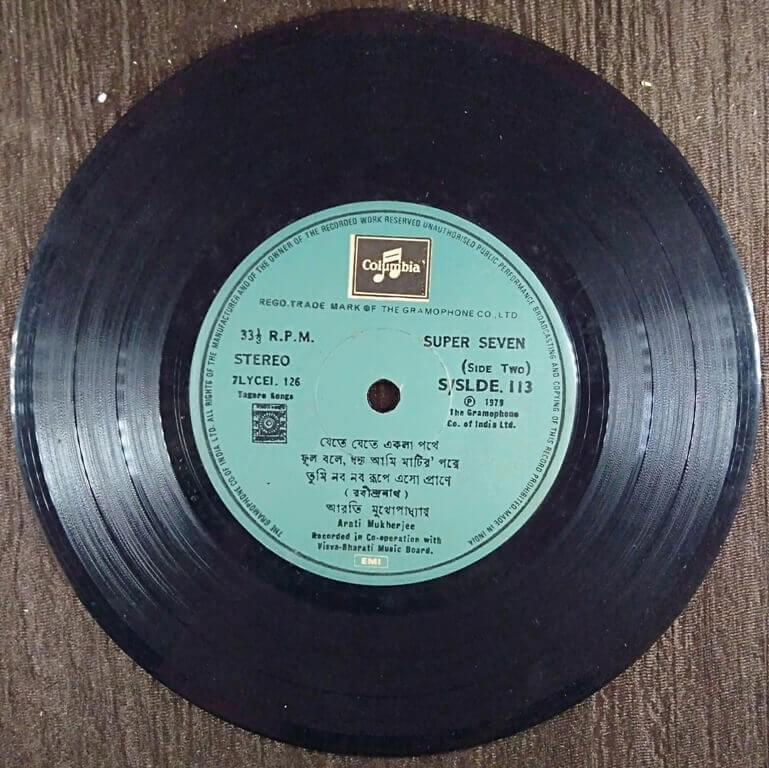 THE GRAMOPHONE CO. OF INDIA LTD. ALL RIGHTS OF THE MANUFACTURER AND OF THE OWNER OF THE RECORDED WORK RESERVED UNAUTHORISED PUBLIC PERFORMANCE BROADCASTING AND COPYING OF THIS RECORD PROHIBITED MADE IN INDIA
Columbia
REGD. TRADE MARK OF THE GRAMOPHONE CO., LTD
33⅓ R.P.M.
SUPER SEVEN
STEREO
(SIDE TWO)
7LYCEI. 126
S/SLDE. 113
Tagore Songs
Ⓟ 1979
The Gramophone
Co. of India Ltd.
যেতে যেতে একলা পথে
ফুল বলে, ধন্য আমি মাটির' পরে
তুমি নব নব রূপে এসো প্রাণে
( রবীন্দ্রনাথ )
আরতি মুখোপাধ্যায়
Arati Mukherjee
Recorded in Co-operation with
Visva-Bharati Music Board.
EMI